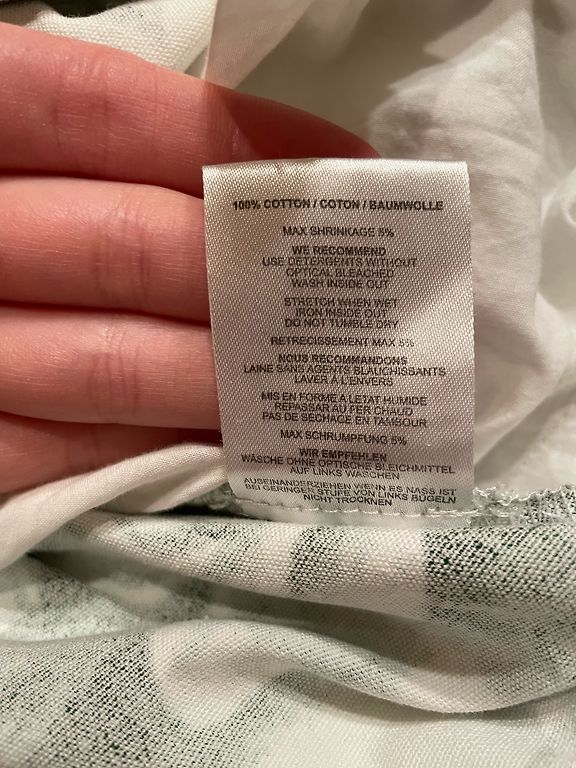 100% COTTON / COTON / BAUMWOLLE
MAX SHRINKAGE 5%
WE RECOMMEND
USE DETERGENTS WITHOUT
OPTICAL BLEACHED
WASH INSIDE OUT
STRETCH WHEN WET
IRON INSIDE OUT
DO NOT TUMBLE DRY
RETRECISSEMENT MAX 5%
NOUS RECOMMANDONS
LAINE SANS AGENTS BLAUCHISSANTS
LAVER À L'ENVERS
MIS EN FORME A L'ETAT HUMIDE
REPASSAR AU FER CHAUD
PAS DE SECHAGE EN TAMBOUR
MAX SCHRUMPFUNG 5%
WIR EMPFEHLEN
WÄSCHE OHNE OPTISCHE BLEICHMITTEL
AUF LINKS WASCHEN
AUSEINANDERZIEHEN WENN ES NASS IST
BEI GERINGER STUFE VON LINKS BÜGELN
NICHT TROCKNEN